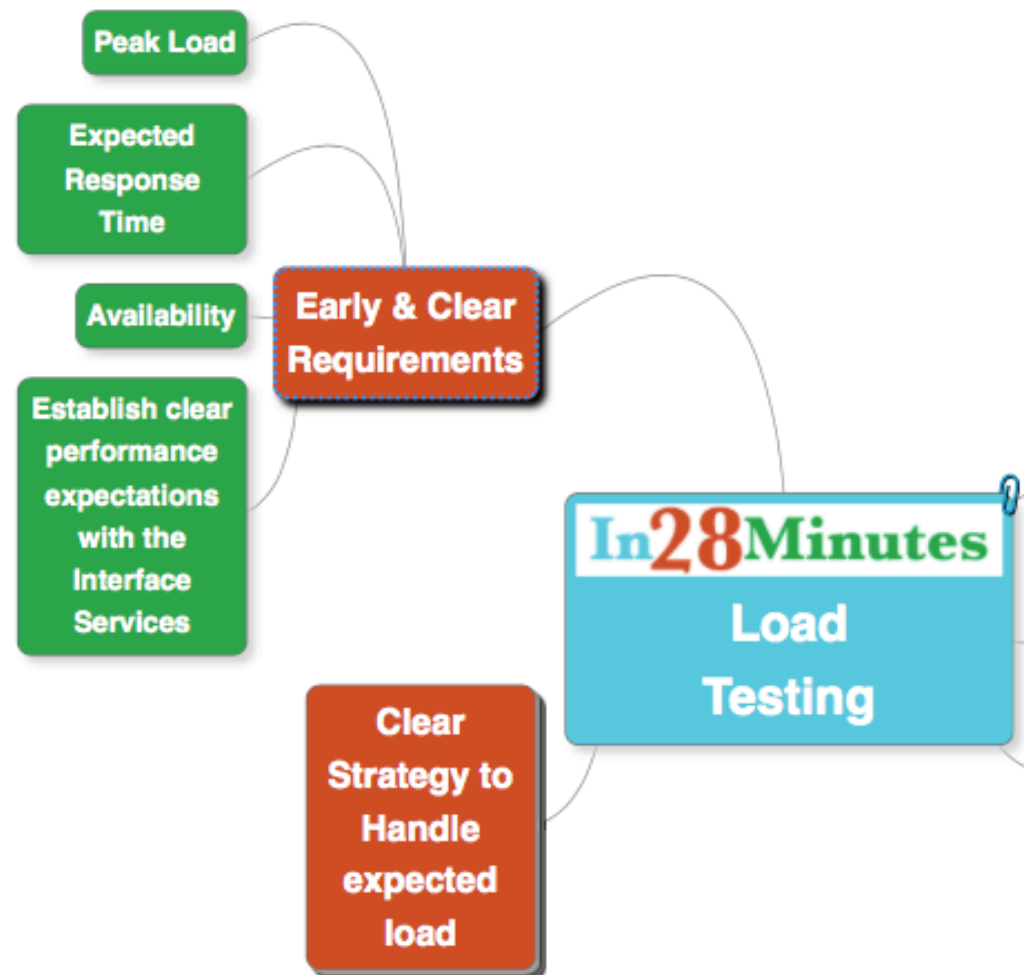 Peak Load
Expected
Response
Time
Availability
Establish clear
performance
expectations
with the
Interface
Services
Early & Clear
Requirements
In28Minutes
Load
Testing
Clear
Strategy to
Handle
expected
load